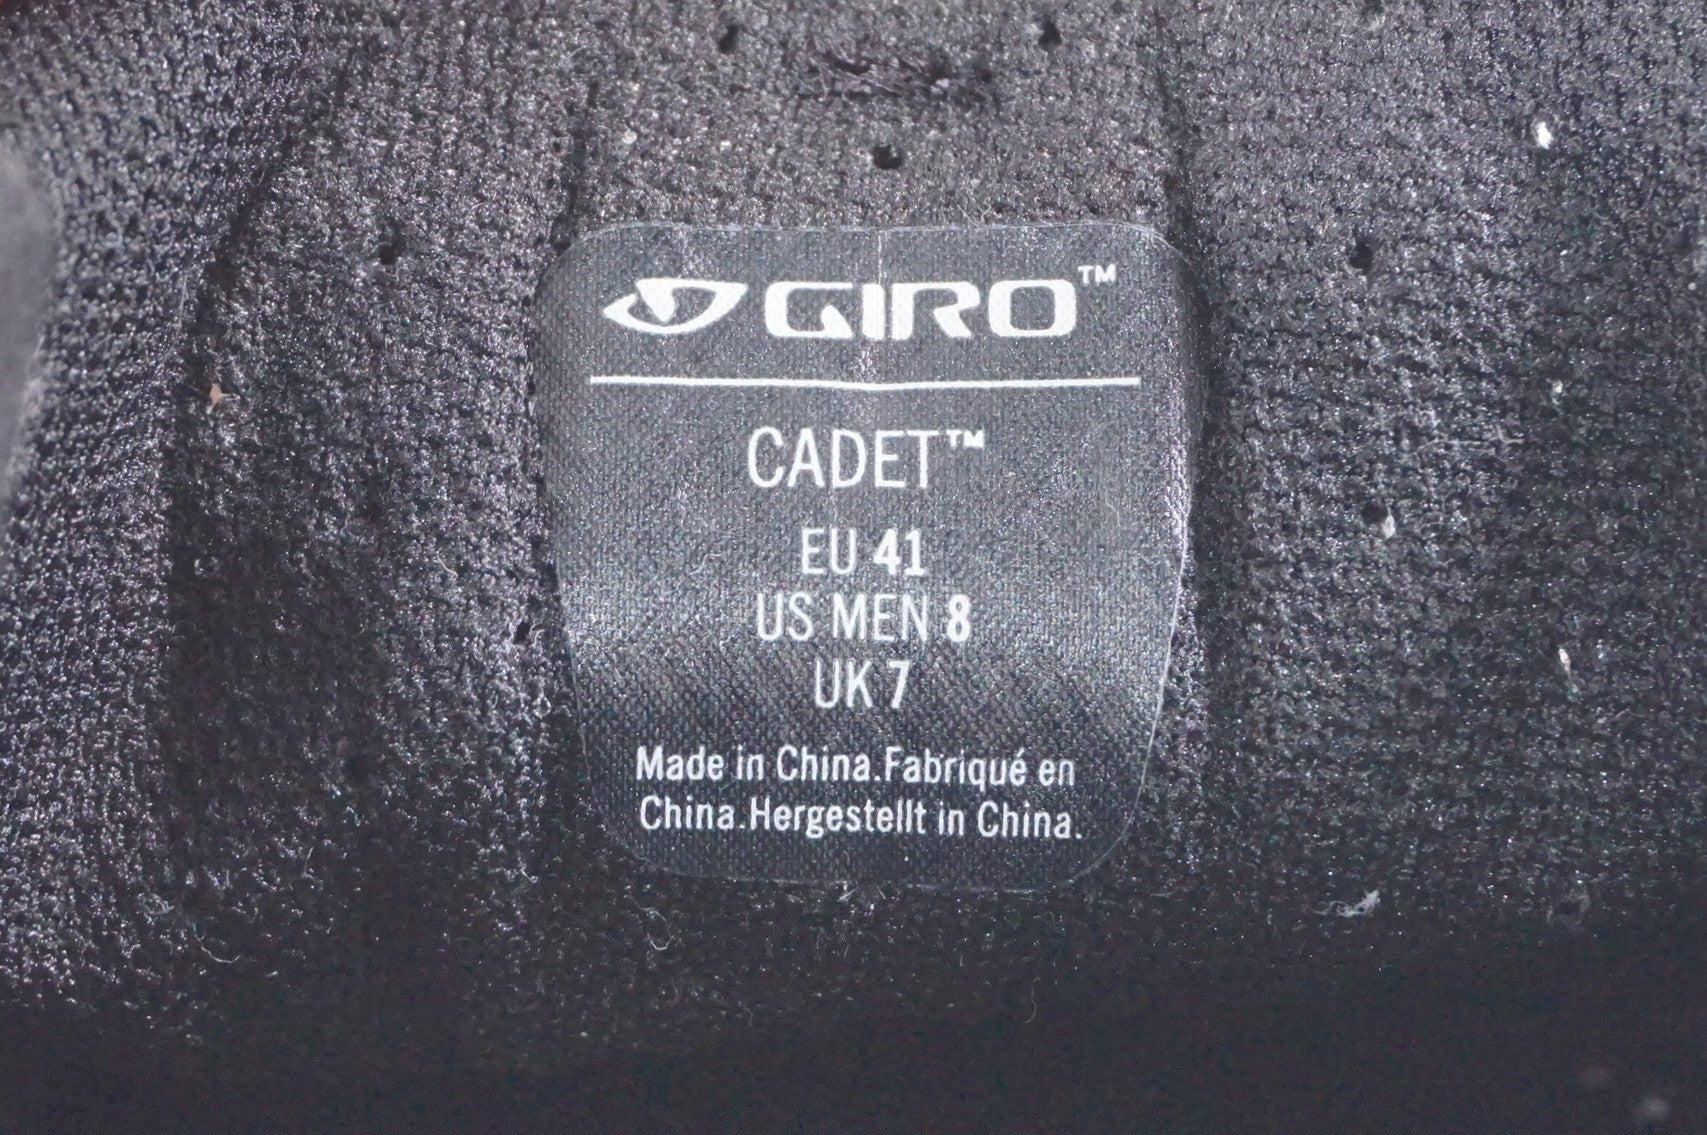 GIRO™
CADET™
EU 41
US MEN 8
UK 7
Made in China.Fabriqué en
China.Hergestellt in China.